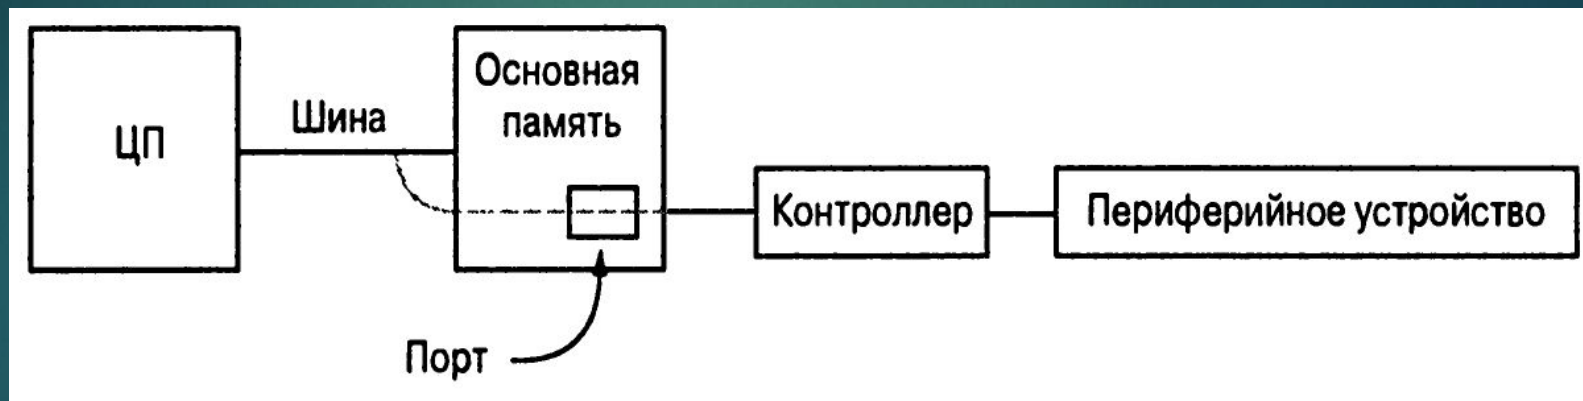 ЦП
Шина
Основная
память
Контроллер
Периферийное устройство
Порт